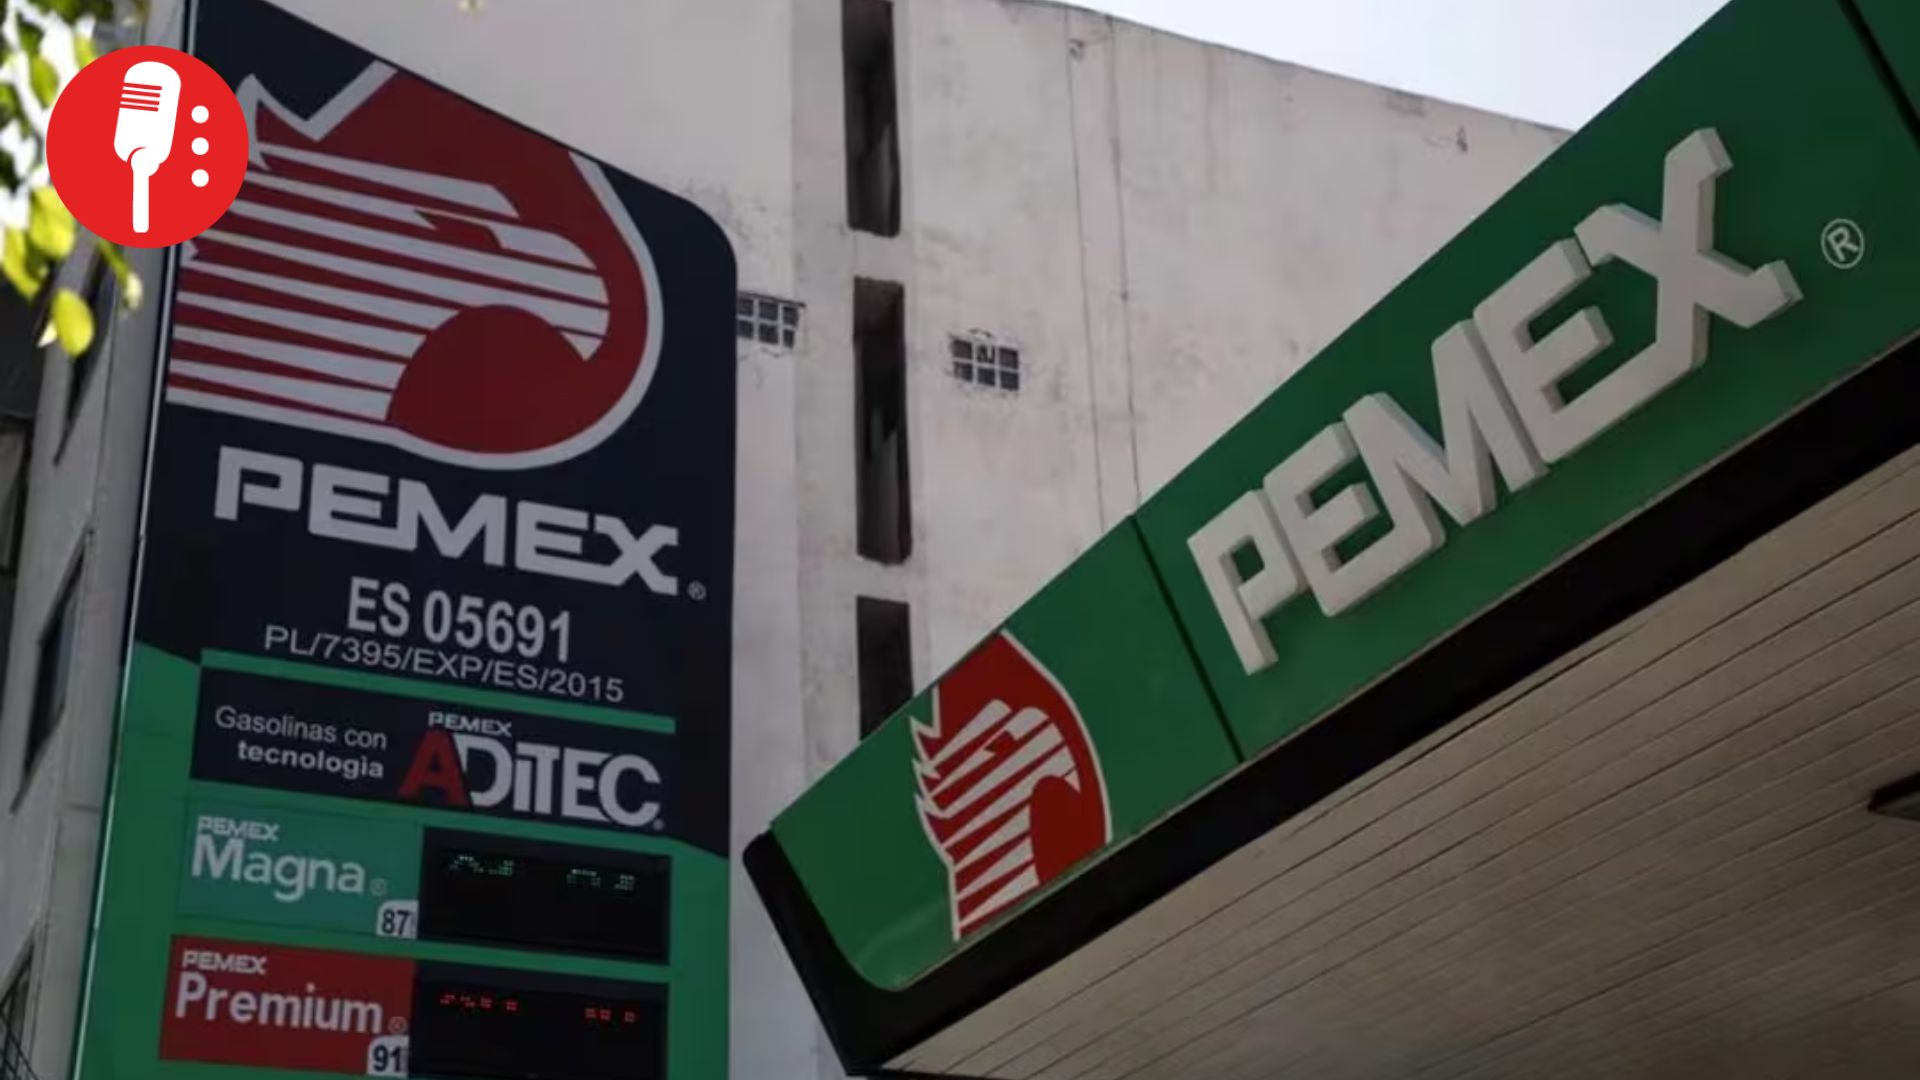 PEMEX®
ES 05691
PL/7395/EXP/ES/2015
Gasolinas con
tecnologìa
PEMEX
ADITEC®
PEMEX
Magna®
87
PEMEX
Premium®
91
PEMEX®